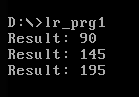 D:\>lr_prg1
Result: 90
Result: 145
Result: 195